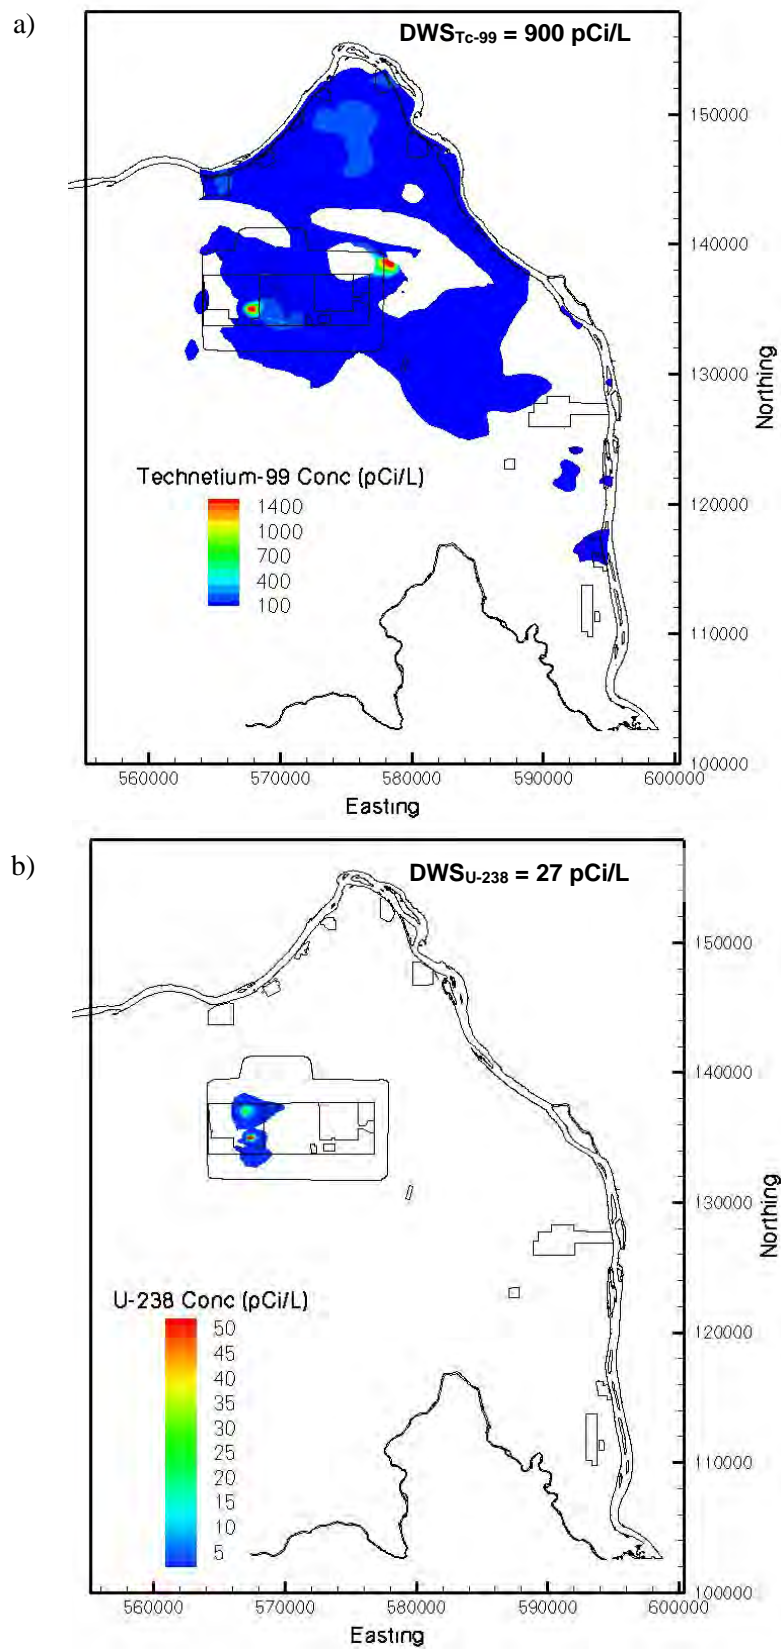 a)
DWSTc-99 = 900 pCi/L
150000
140000
130000
120000
110000
100000
Northing
Technetium-99 Conc (pCi/L)
1400
1000
700
400
100
560000 570000 580000 590000 600000
Easting
b)
DWSU-238 = 27 pCi/L
150000
140000
130000
120000
110000
100000
Northing
U-238 Conc (pCi/L)
50
45
40
35
30
25
20
15
10
5
560000 570000 580000 590000 600000
Easting